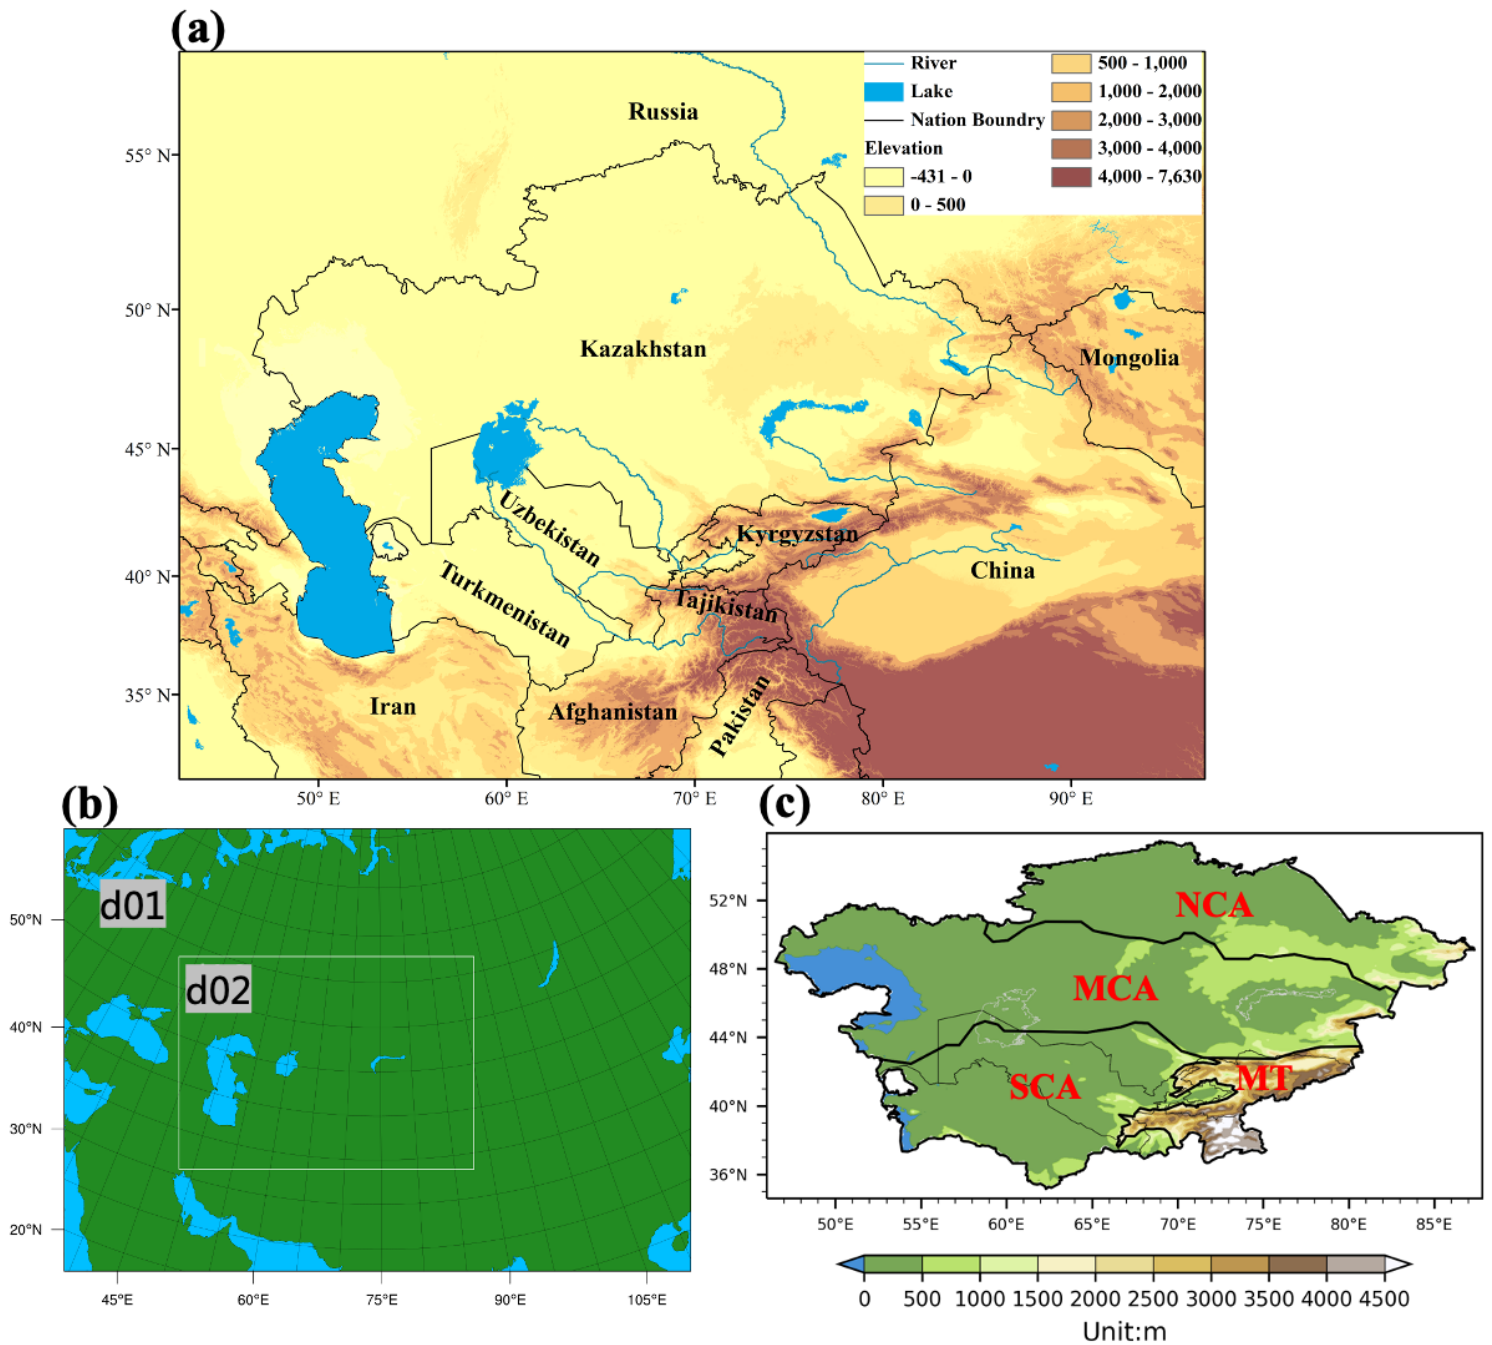 (a)
River
Lake
Nation Boundry
Elevation
-431 - 0
0 - 500
500 - 1,000
1,000 - 2,000
2,000 - 3,000
3,000 - 4,000
4,000 - 7,630
Russia
Kazakhstan
Mongolia
Uzbekistan
Kyrgyzstan
China
Turkmenistan
Tajikistan
Iran
Afghanistan
Pakistan
55° N
50° N
45° N
40° N
35° N
50° E
60° E
70° E
80° E
90° E
(b)
d01
d02
50°N
40°N
30°N
20°N
45°E
60°E
75°E
90°E
105°E
(c)
NCA
MCA
SCA
MT
52°N
48°N
44°N
40°N
36°N
50°E
55°E
60°E
65°E
70°E
75°E
80°E
85°E
0 500 1000 1500 2000 2500 3000 3500 4000 4500
Unit:m